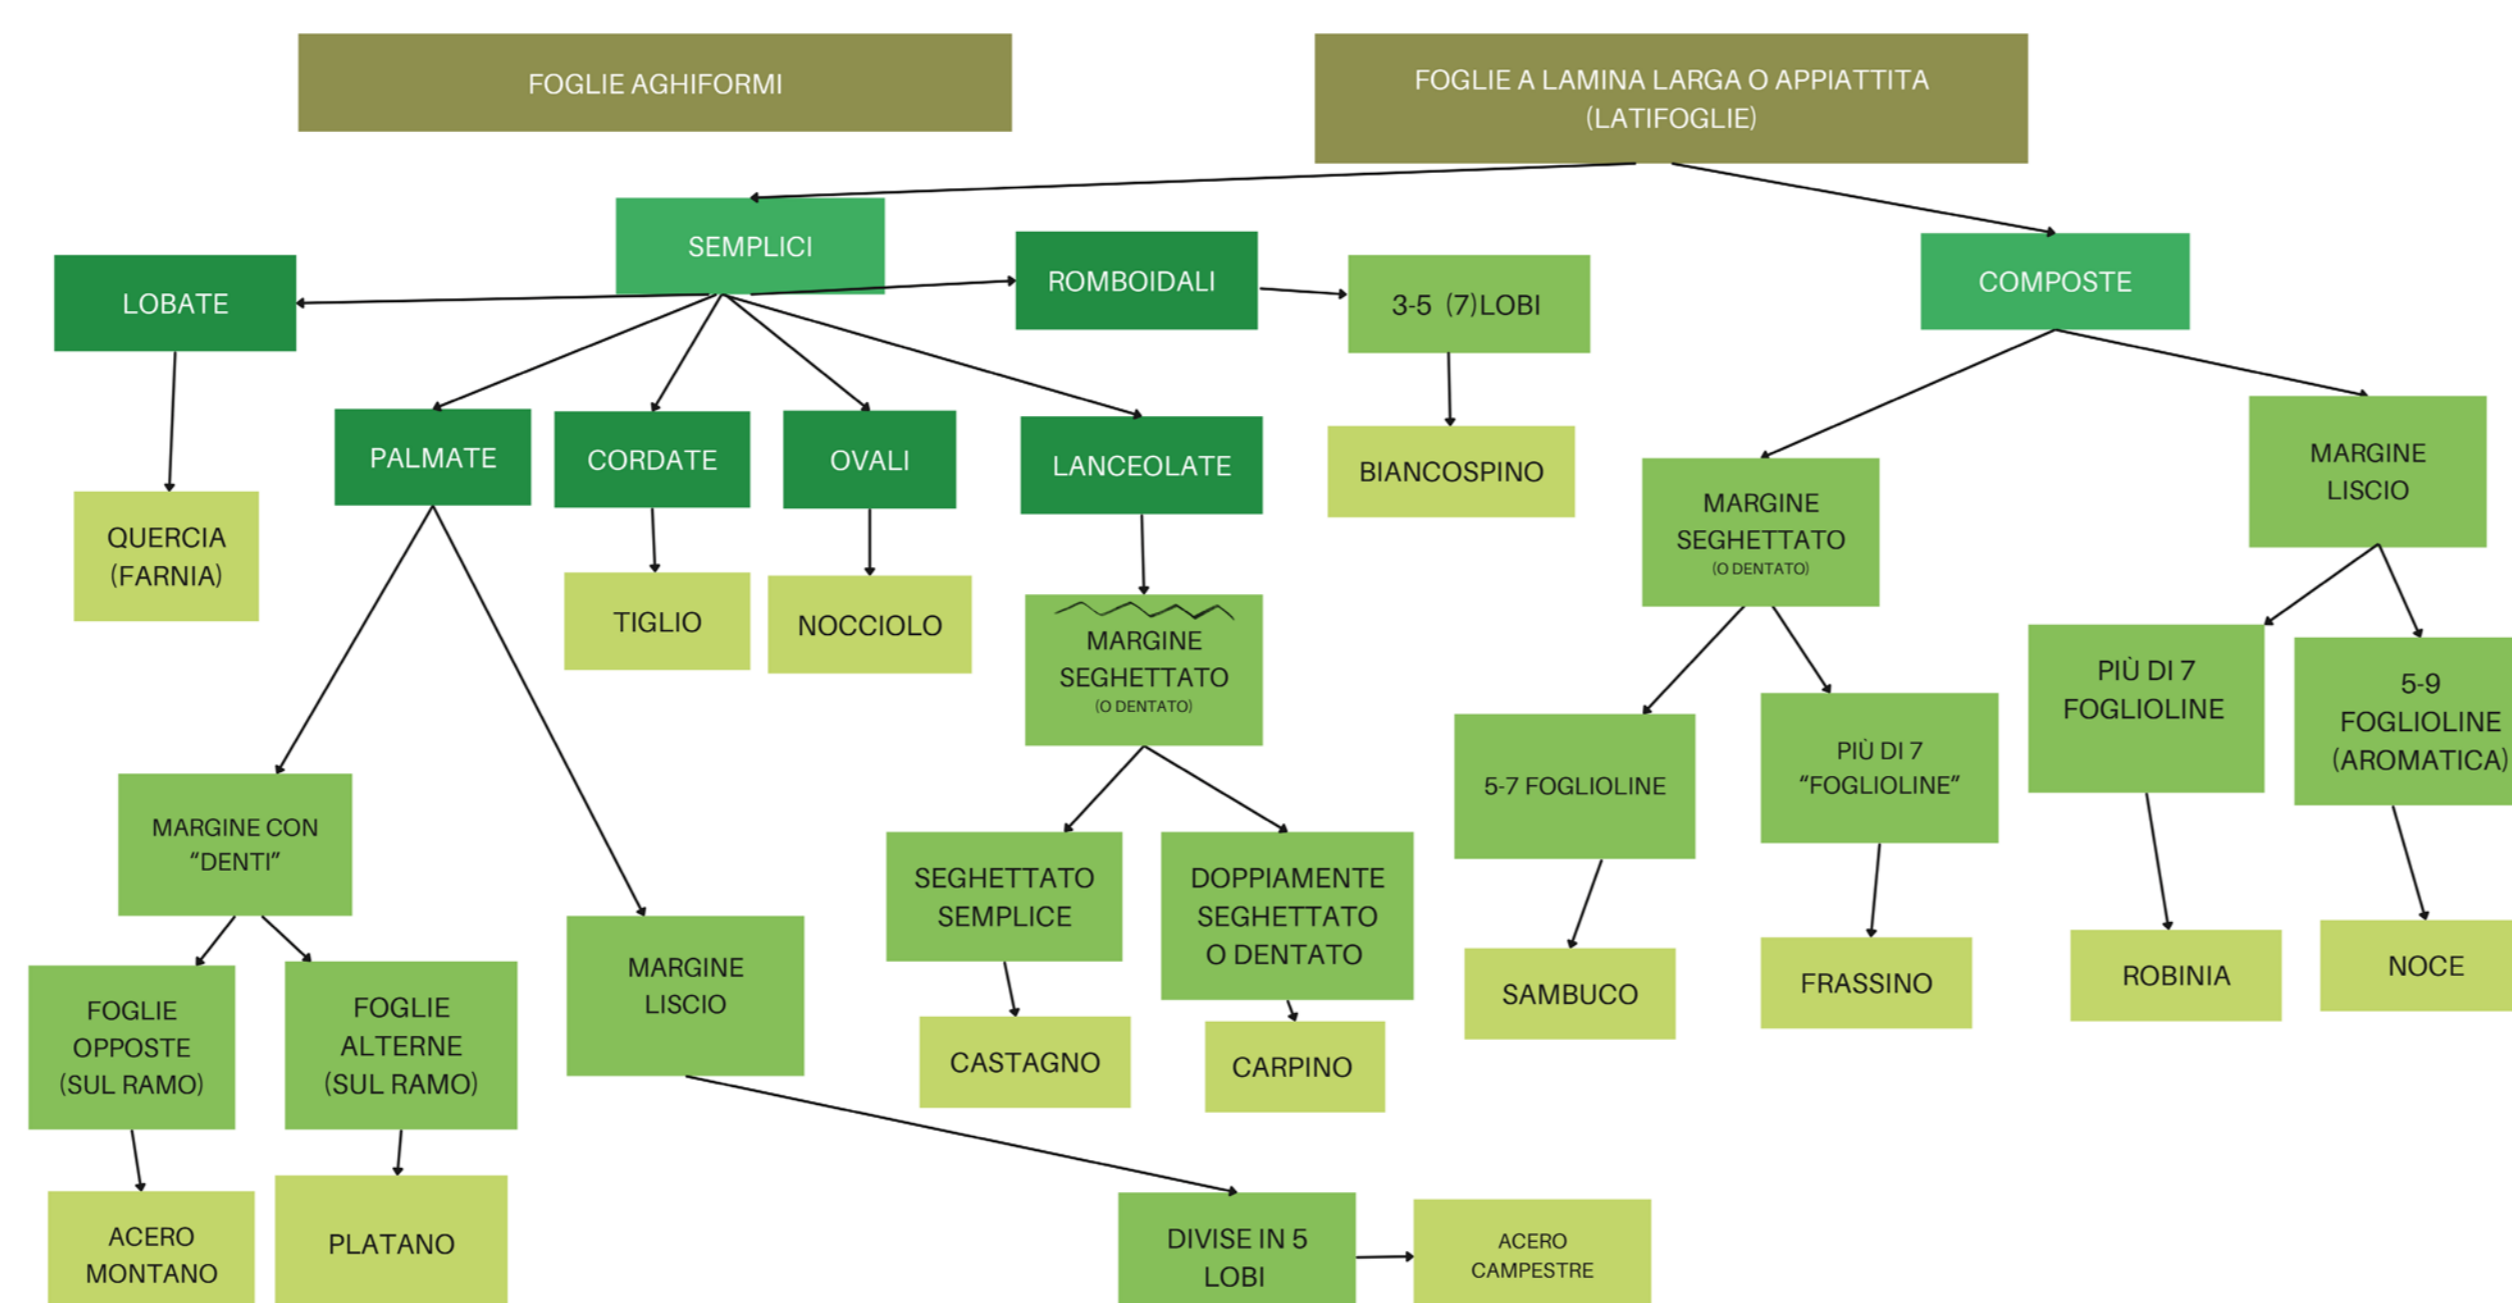 FOGLIE AGHIFORMI
FOGLIE A LAMINA LARGA O APPIATTITA
(LATIFOGLIE)
SEMPLICI
COMPOSTE
LOBATE
ROMBOIDALI
3-5 (7)LOBI
PALMATE
CORDATE
OVALI
LANCEOLATE
BIANCOSPINO
MARGINE
SEGHETTATO
(O DENTATO)
MARGINE
LISCIO
QUERCIA
(FARNIA)
TIGLIO
NOCCIOLO
MARGINE
SEGHETTATO
(O DENTATO)
5-7 FOGLIOLINE
PIÙ DI 7
“FOGLIOLINE”
PIÙ DI 7
FOGLIOLINE
5-9
FOGLIOLINE
(AROMATICA)
MARGINE CON
“DENTI”
MARGINE
LISCIO
SEGHETTATO
SEMPLICE
DOPPIAMENTE
SEGHETTATO
O DENTATO
SAMBUCO
FRASSINO
ROBINIA
NOCE
FOGLIE
OPPOSTE
(SUL RAMO)
FOGLIE
ALTERNE
(SUL RAMO)
CASTAGNO
CARPINO
ACERO
MONTANO
PLATANO
DIVISE IN 5
LOBI
ACERO
CAMPESTRE